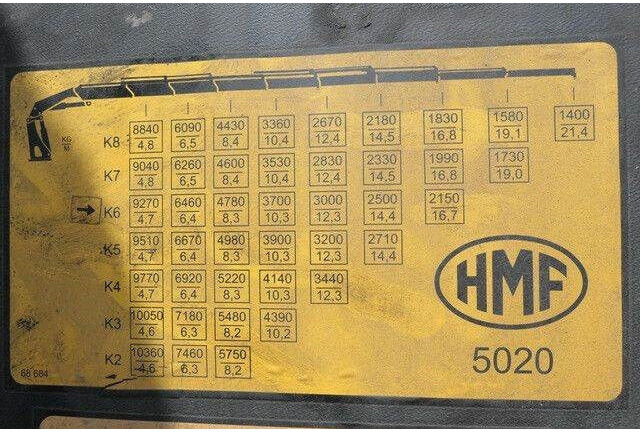 KG
M
K8 8840 6090 4430 3360 2670 2180 1830 1580 1400
4,8 6,5 8,4 10,4 12,4 14,5 16,8 19,1 21,4
K7 9040 6260 4600 3530 2830 2330 1990 1730
4,8 6,5 8,4 10,4 12,4 14,5 16,8 19,0
K6 9270 6460 4780 3700 3000 2500 2150
4,7 6,4 8,3 10,3 12,3 14,4 16,7
K5 9510 6670 4980 3900 3200 2710
4,7 6,4 8,3 10,3 12,3 14,4
K4 9770 6920 5220 4140 3440
4,7 6,4 8,3 10,3 12,3
K3 10050 7180 5480 4390
4,6 6,3 8,2 10,2
K2 10360 7460 5750
4,6 6,3 8,2
HMF
5020
68 684